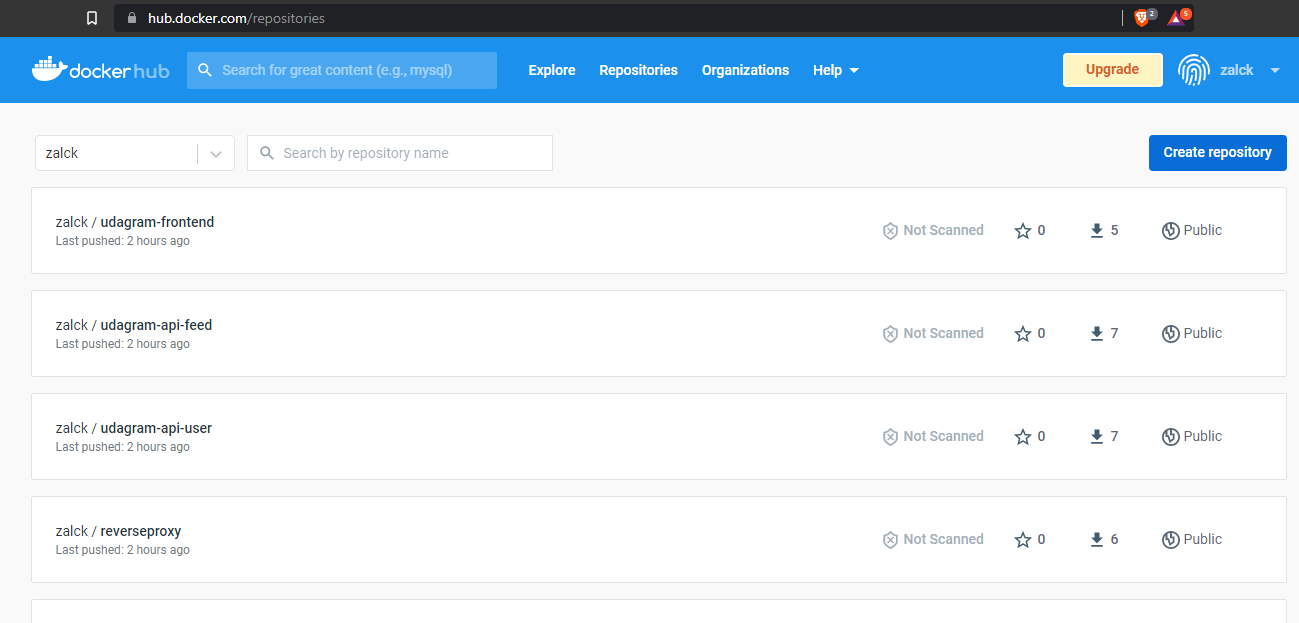 hub.docker.com/repositories
2
5
docker hub
Search for great content (e.g., mysql)
Explore
Repositories
Organizations
Help
Upgrade
zalck
zalck
Search by repository name
Create repository
zalck / udagram-frontend
Last pushed: 2 hours ago
Not Scanned
0
5
Public
zalck / udagram-api-feed
Last pushed: 2 hours ago
Not Scanned
0
7
Public
zalck / udagram-api-user
Last pushed: 2 hours ago
Not Scanned
0
7
Public
zalck / reverseproxy
Last pushed: 2 hours ago
Not Scanned
0
6
Public